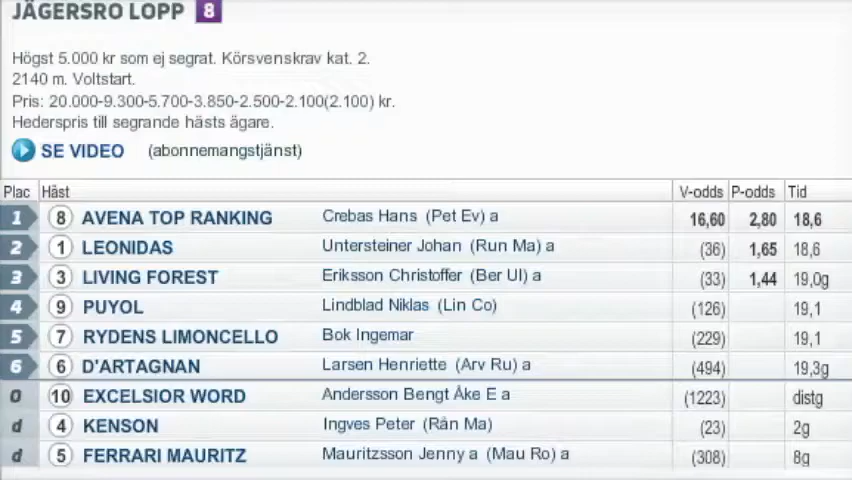 JÄGERSRO LOPP 8
Högst 5.000 kr som ej segrat. Körsvenskrav kat. 2.
2140 m. Voltstart.
Pris: 20.000-9.300-5.700-3.850-2.500-2.100(2.100) kr.
Hederspris till segrande hästs ägare.
SE VIDEO (abonnemangstjänst)
Plac Häst V-odds P-odds Tid
1 8 AVENA TOP RANKING Crebas Hans (Pet Ev) a 16,60 2,80 18,6
2 1 LEONIDAS Untersteiner Johan (Run Ma) a (36) 1,65 18,6
3 3 LIVING FOREST Eriksson Christoffer (Ber Ul) a (33) 1,44 19,0g
4 9 PUYOL Lindblad Niklas (Lin Co) (126) 19,1
5 7 RYDENS LIMONCELLO Bok Ingemar (229) 19,1
6 6 D'ARTAGNAN Larsen Henriette (Arv Ru) a (494) 19,3g
0 10 EXCELSIOR WORD Andersson Bengt Åke E a (1223) distg
d 4 KENSON Ingves Peter (Rån Ma) (23) 2g
d 5 FERRARI MAURITZ Mauritzsson Jenny a (Mau Ro) a (308) 8g